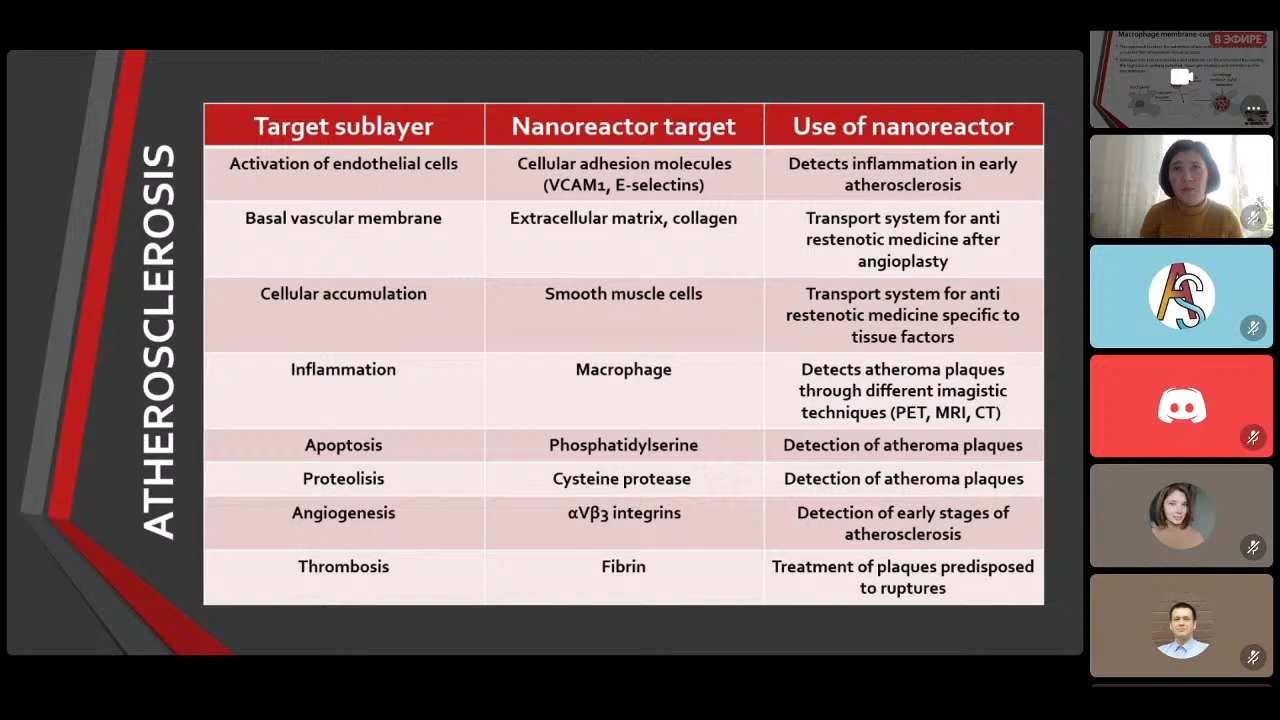 ATHEROSCLEROSIS
Target sublayer
Nanoreactor target
Use of nanoreactor
Activation of endothelial cells
Cellular adhesion molecules
(VCAM1, E-selectins)
Detects inflammation in early
atherosclerosis
Basal vascular membrane
Extracellular matrix, collagen
Transport system for anti
restenotic medicine after
angioplasty
Cellular accumulation
Smooth muscle cells
Transport system for anti
restenotic medicine specific to
tissue factors
Inflammation
Macrophage
Detects atheroma plaques
through different imagistic
techniques (PET, MRI, CT)
Apoptosis
Phosphatidylserine
Detection of atheroma plaques
Proteolisis
Cysteine protease
Detection of atheroma plaques
Angiogenesis
αVβ3 integrins
Detection of early stages of
atherosclerosis
Thrombosis
Fibrin
Treatment of plaques predisposed
to ruptures
Macrophage
В ЭФИРЕ
AS